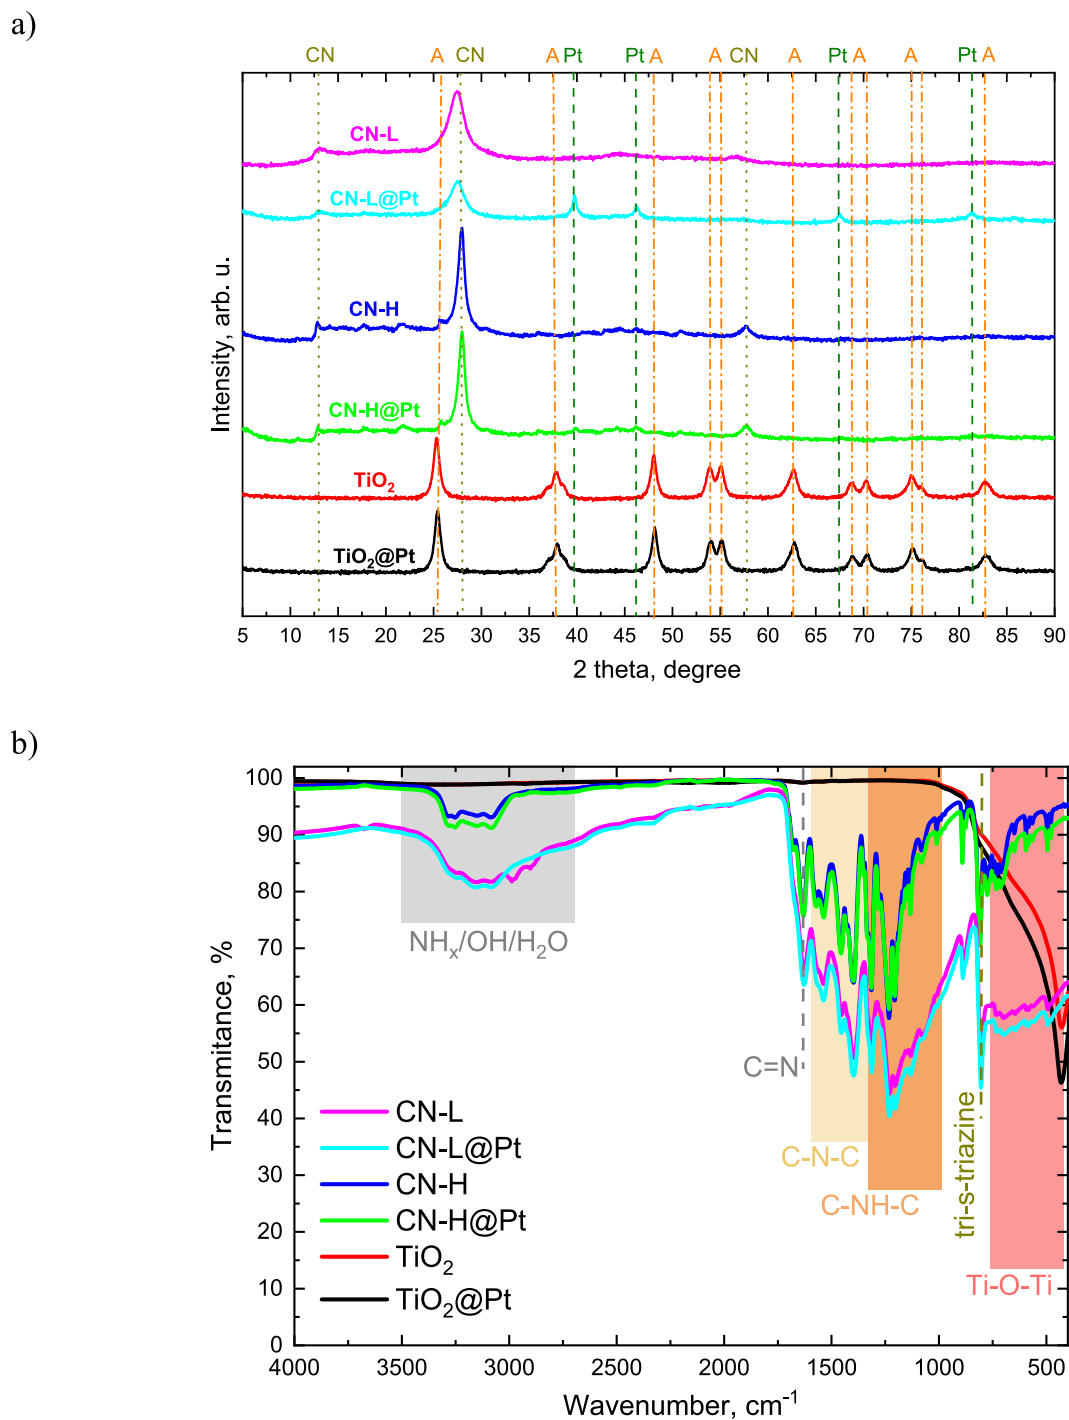 a)
CN A CN A Pt Pt A A CN A Pt A A Pt A
CN-L
CN-L@Pt
CN-H
CN-H@Pt
TiO2
TiO2@Pt
Intensity, arb. u.
5 10 15 20 25 30 35 40 45 50 55 60 65 70 75 80 85 90
2 theta, degree
b)
100
90
80
70
60
50
40
30
20
10
0
Transmitance, %
NHx/OH/H2O
C=N
C-N-C
C-NH-C
tri-s-triazine
Ti-O-Ti
CN-L
CN-L@Pt
CN-H
CN-H@Pt
TiO2
TiO2@Pt
4000 3500 3000 2500 2000 1500 1000 500
Wavenumber, cm-1